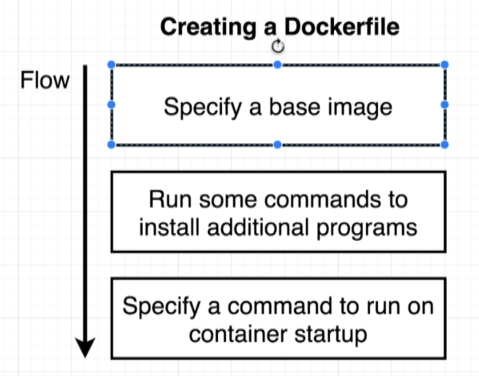 Creating a Dockerfile
Flow
Specify a base image
Run some commands to
install additional programs
Specify a command to run on
container startup